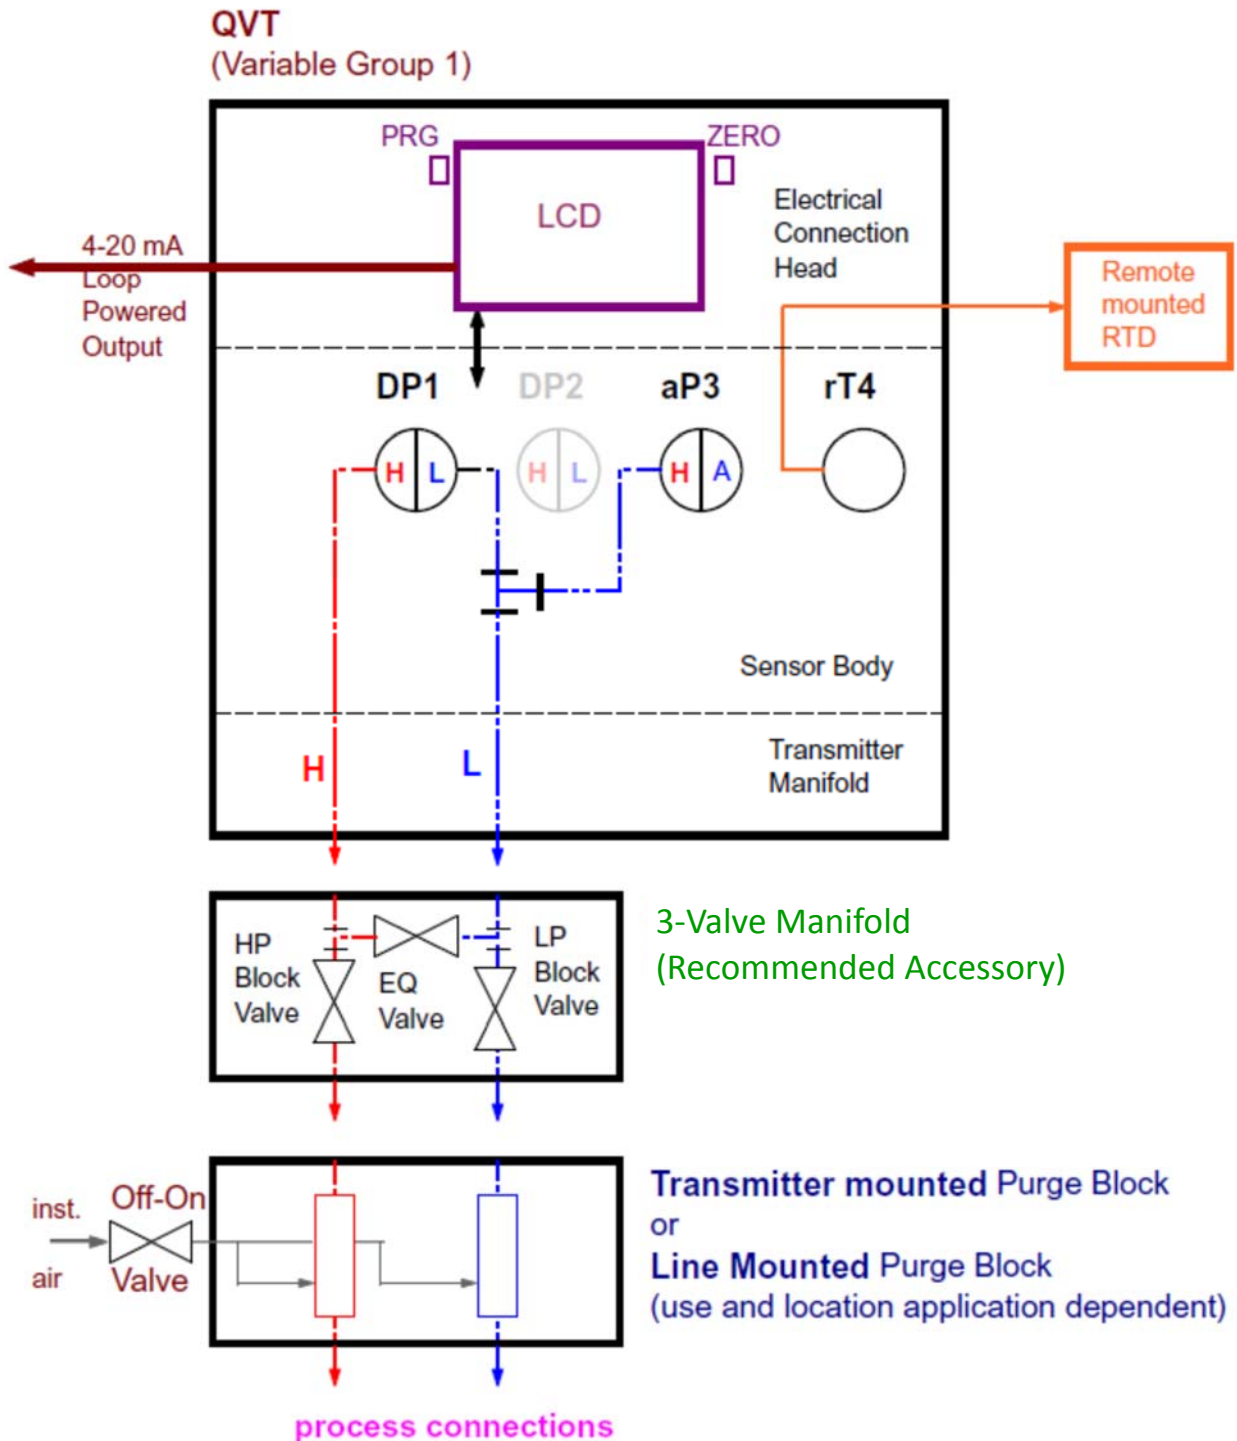 QVT
(Variable Group 1)
PRG
ZERO
LCD
Electrical
Connection
Head
4-20 mA
Loop
Powered
Output
Remote
mounted
RTD
DP1
DP2
aP3
rT4
H
L
H
L
H
A
Sensor Body
H
L
Transmitter
Manifold
HP
Block
Valve
EQ
Valve
LP
Block
Valve
3-Valve Manifold
(Recommended Accessory)
inst.
air
Off-On
Valve
Transmitter mounted Purge Block
or
Line Mounted Purge Block
(use and location application dependent)
process connections